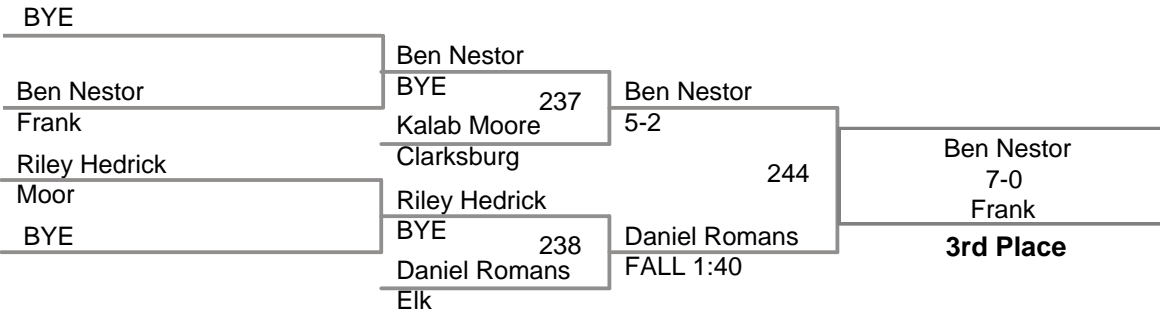 BYE
Ben Nestor
Frank
Riley Hedrick
Moor
BYE
Ben Nestor
BYE
237
Kalab Moore
Clarksburg
Riley Hedrick
BYE
238
Daniel Romans
Elk
Ben Nestor
5-2
244
Daniel Romans
FALL 1:40
Ben Nestor
7-0
Frank
3rd Place